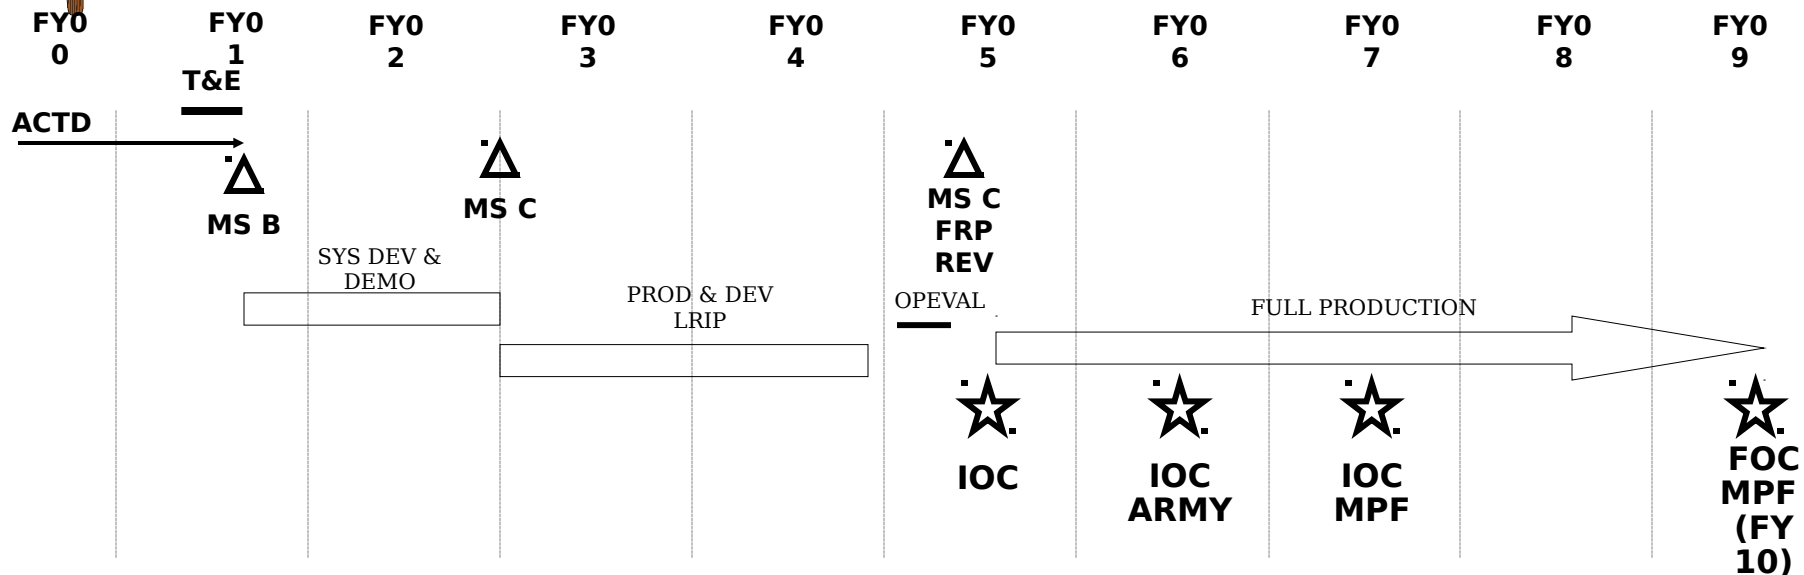 FY0
0
FY0
1
FY0
2
FY0
3
FY0
4
FY0
5
FY0
6
FY0
7
FY0
8
FY0
9
T&E
ACTD
MS B
MS C
MS C
FRP
REV
SYS DEV &
DEMO
PROD & DEV
LRIP
OPEVAL
FULL PRODUCTION
IOC
IOC
ARMY
IOC
MPF
FOC
MPF
(FY
10)